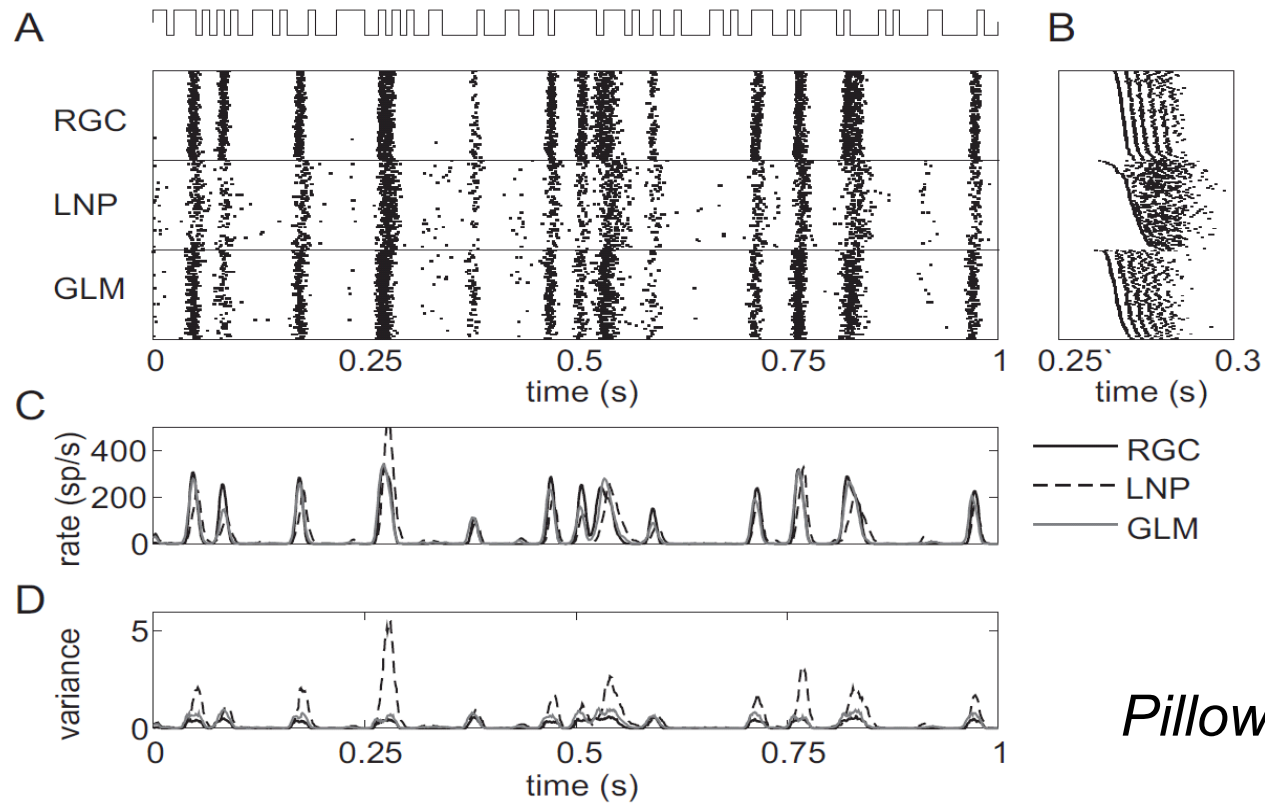 A
B
RGC
LNP
GLM
0 0.25 0.5 0.75 1
time (s)
0.25` 0.3
time (s)
C
400
200
0
rate (sp/s)
RGC
LNP
GLM
D
5
0
variance
0 0.25 0.5 0.75 1
time (s)
Pillow